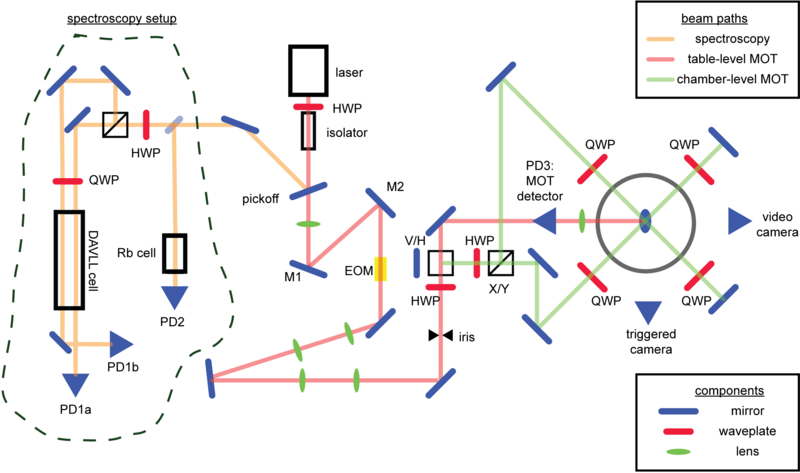 spectroscopy setup
laser
HWP
isolator
HWP
QWP
DAVLL cell
Rb cell
PD2
PD1b
PD1a
pickoff
M1
M2
EOM
V/H
HWP
HWP
X/Y
iris
PD3:
MOT
detector
QWP
QWP
QWP
QWP
video
camera
triggered
camera
beam paths
spectroscopy
table-level MOT
chamber-level MOT
components
mirror
waveplate
lens